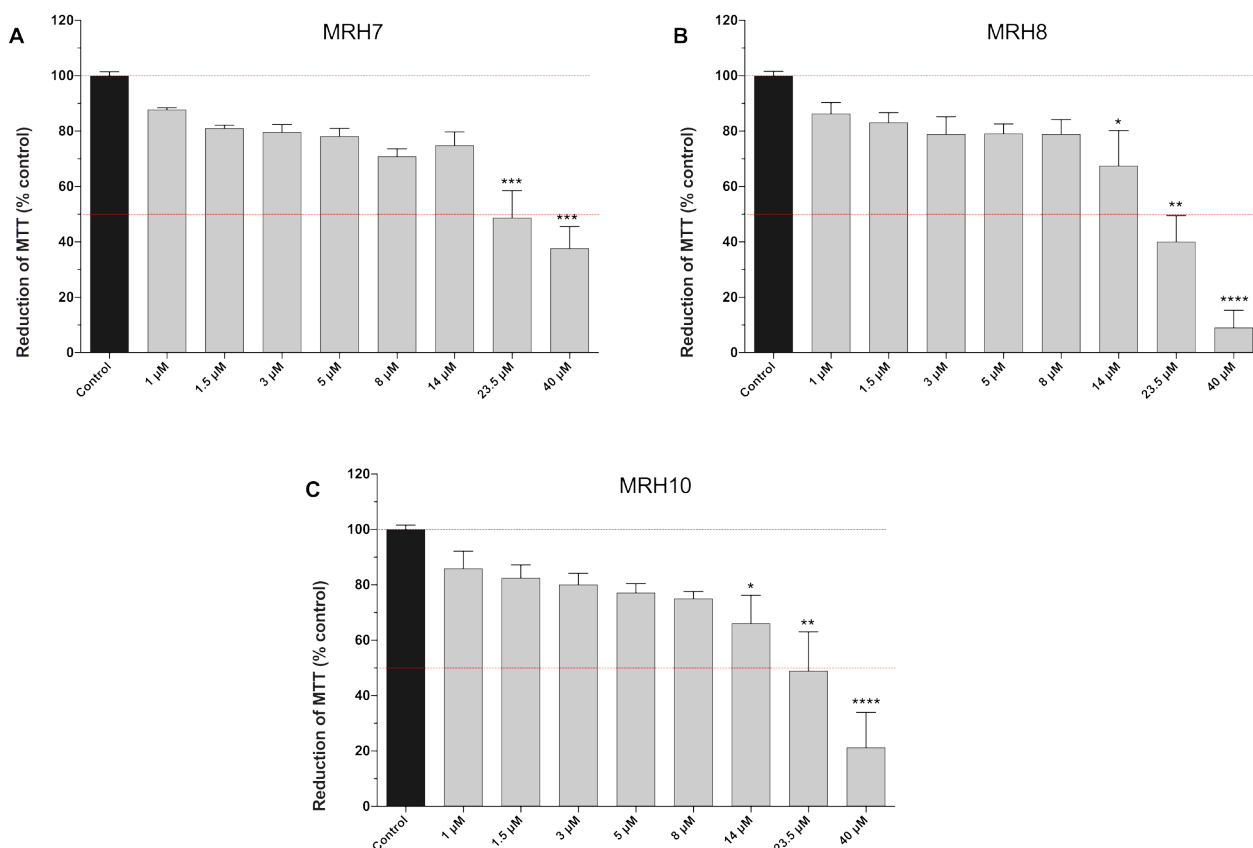 A
MRH7
Reduction of MTT (% control)
120
100
80
60
40
20
0
***
***
Control
1 µM
1.5 µM
3 µM
5 µM
8 µM
14 µM
23.5 µM
40 µM
B
MRH8
Reduction of MTT (% control)
120
100
80
60
40
20
0
*
**
****
Control
1 µM
1.5 µM
3 µM
5 µM
8 µM
14 µM
23.5 µM
40 µM
C
MRH10
Reduction of MTT (% control)
120
100
80
60
40
20
0
*
**
****
Control
1 µM
1.5 µM
3 µM
5 µM
8 µM
14 µM
23.5 µM
40 µM